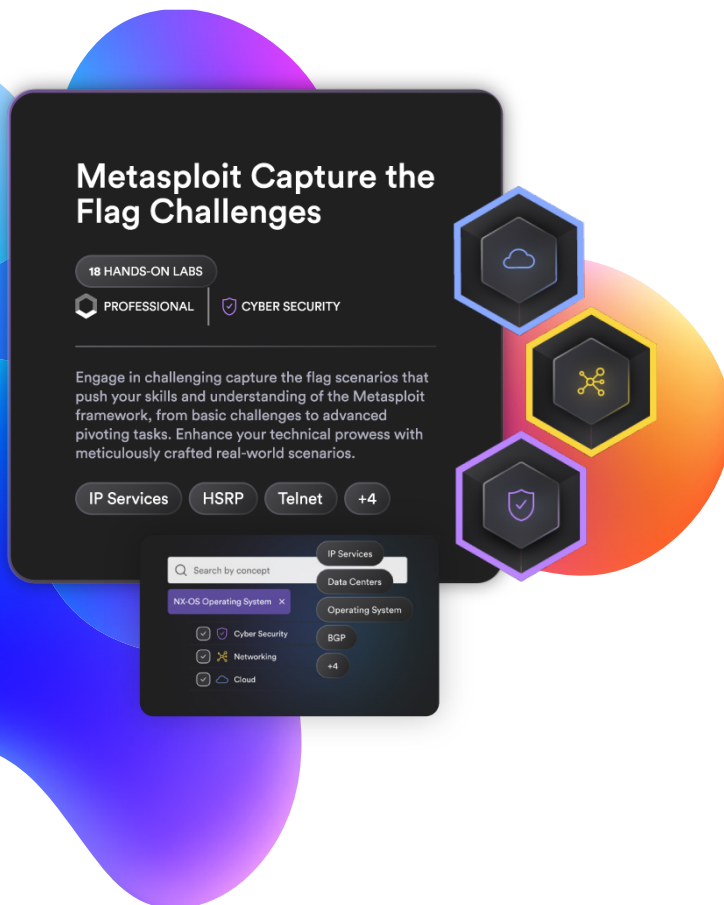 Metasploit Capture the
Flag Challenges
18 HANDS-ON LABS
PROFESSIONAL
CYBER SECURITY
Engage in challenging capture the flag scenarios that
push your skills and understanding of the Metasploit
framework, from basic challenges to advanced
pivoting tasks. Enhance your technical prowess with
meticulously crafted real-world scenarios.
IP Services
HSRP
Telnet
+4
Search by concept
NX-OS Operating System ×
Cyber Security
Networking
Cloud
IP Services
Data Centers
Operating System
BGP
+4